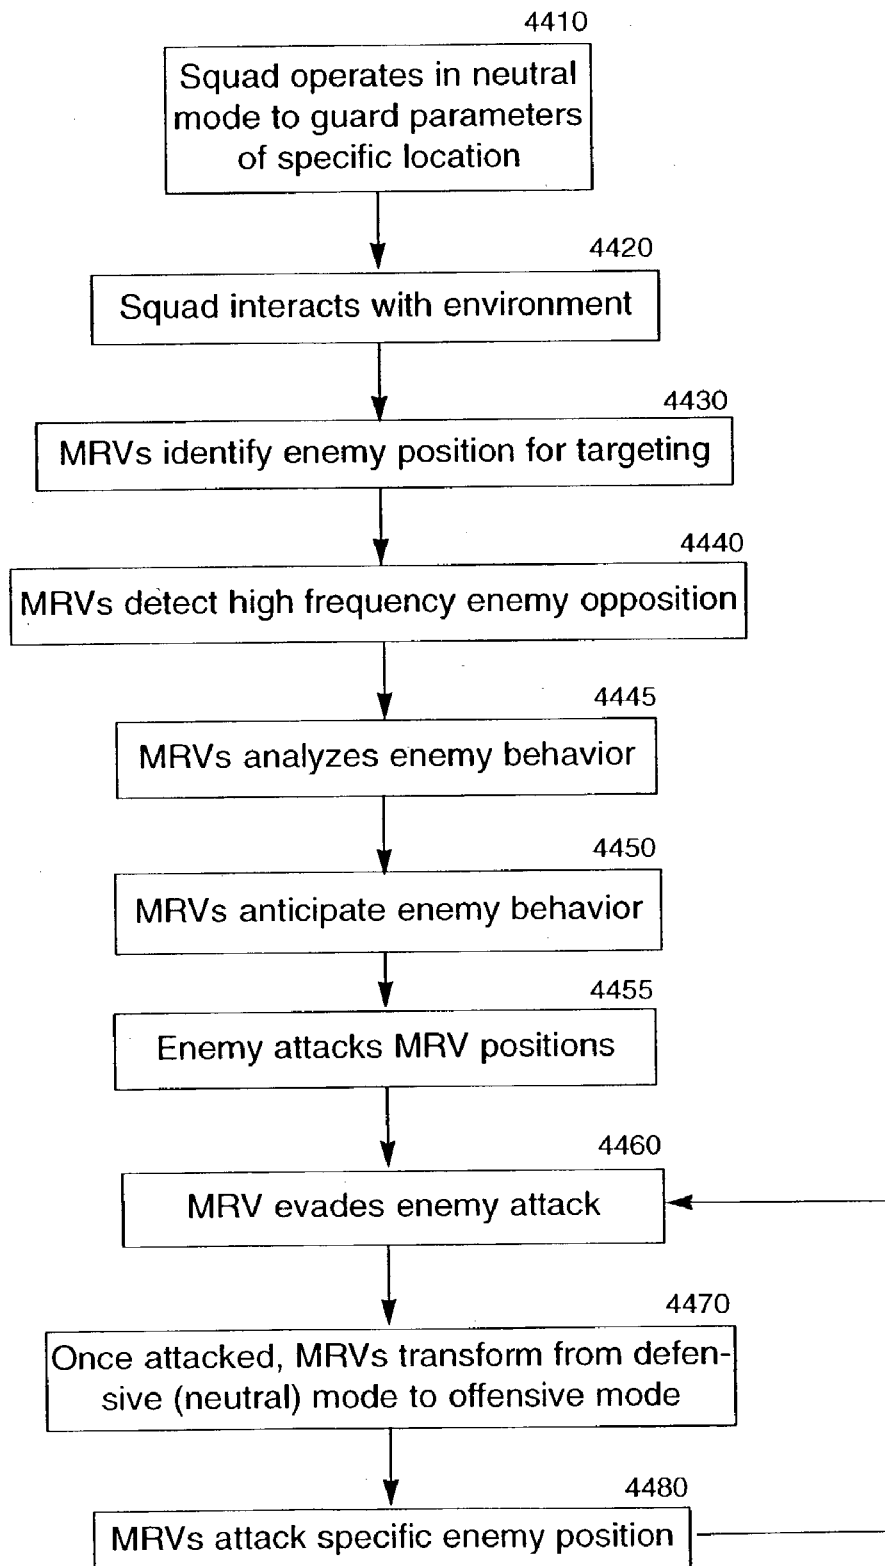 4410
Squad operates in neutral
mode to guard parameters
of specific location
4420
Squad interacts with environment
4430
MRVs identify enemy position for targeting
4440
MRVs detect high frequency enemy opposition
4445
MRVs analyzes enemy behavior
4450
MRVs anticipate enemy behavior
4455
Enemy attacks MRV positions
4460
MRV evades enemy attack
4470
Once attacked, MRVs transform from defen-
sive (neutral) mode to offensive mode
4480
MRVs attack specific enemy position